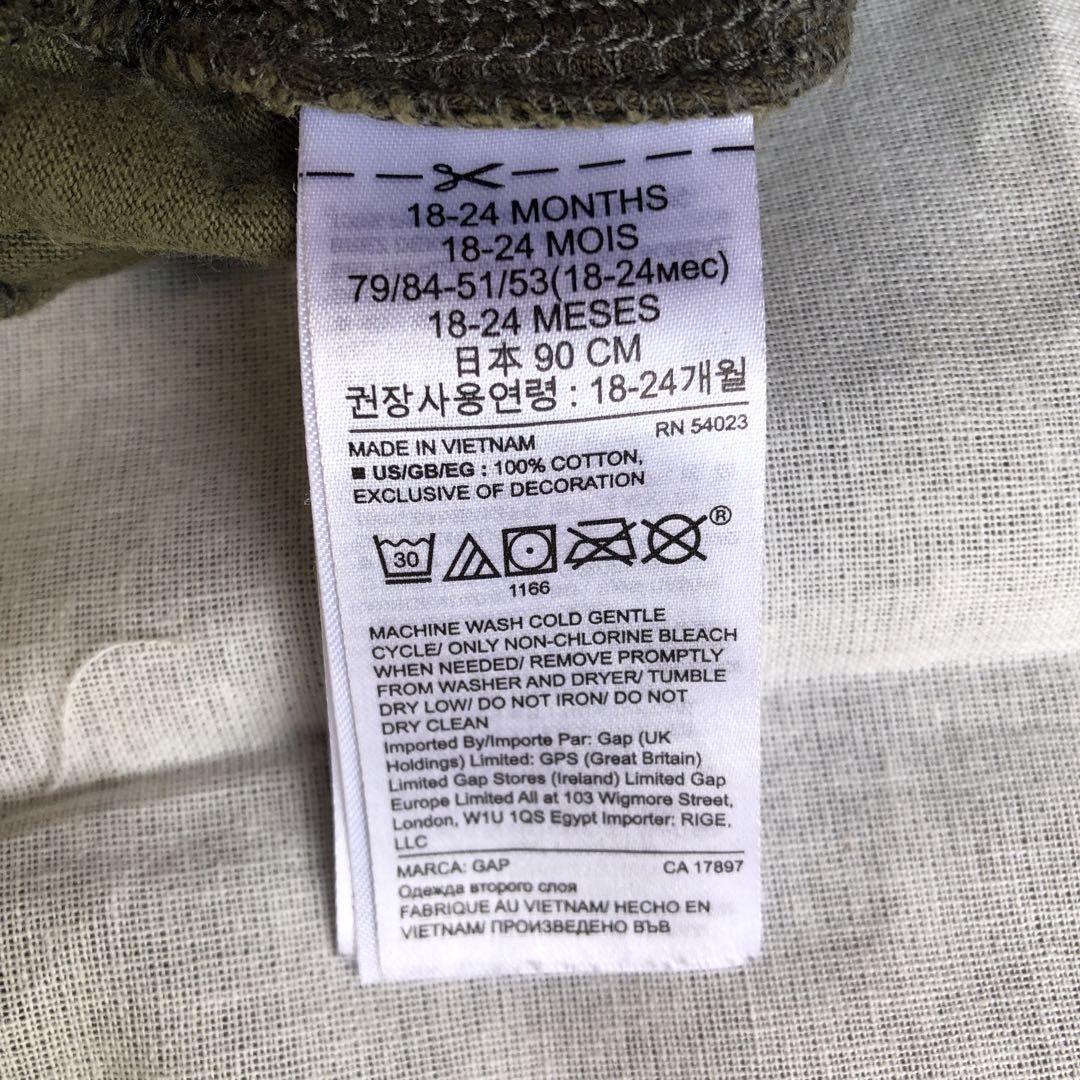 18-24 MONTHS
18-24 MOIS
79/84-51/53(18-24мес)
18-24 MESES
日本 90 CM
권장사용연령 : 18-24개월
RN 54023
MADE IN VIETNAM
■ US/GB/EG : 100% COTTON,
EXCLUSIVE OF DECORATION
30
®
1166
MACHINE WASH COLD GENTLE
CYCLE/ ONLY NON-CHLORINE BLEACH
WHEN NEEDED/ REMOVE PROMPTLY
FROM WASHER AND DRYER/ TUMBLE
DRY LOW/ DO NOT IRON/ DO NOT
DRY CLEAN
Imported By/Importe Par: Gap (UK
Holdings) Limited: GPS (Great Britain)
Limited Gap Stores (Ireland) Limited Gap
Europe Limited All at 103 Wigmore Street,
London, W1U 1QS Egypt Importer: RIGE,
LLC
MARCA: GAP CA 17897
Одежда второго слоя
FABRIQUE AU VIETNAM/ HECHO EN
VIETNAM/ ПРОИЗВЕДЕНО ВЪВ